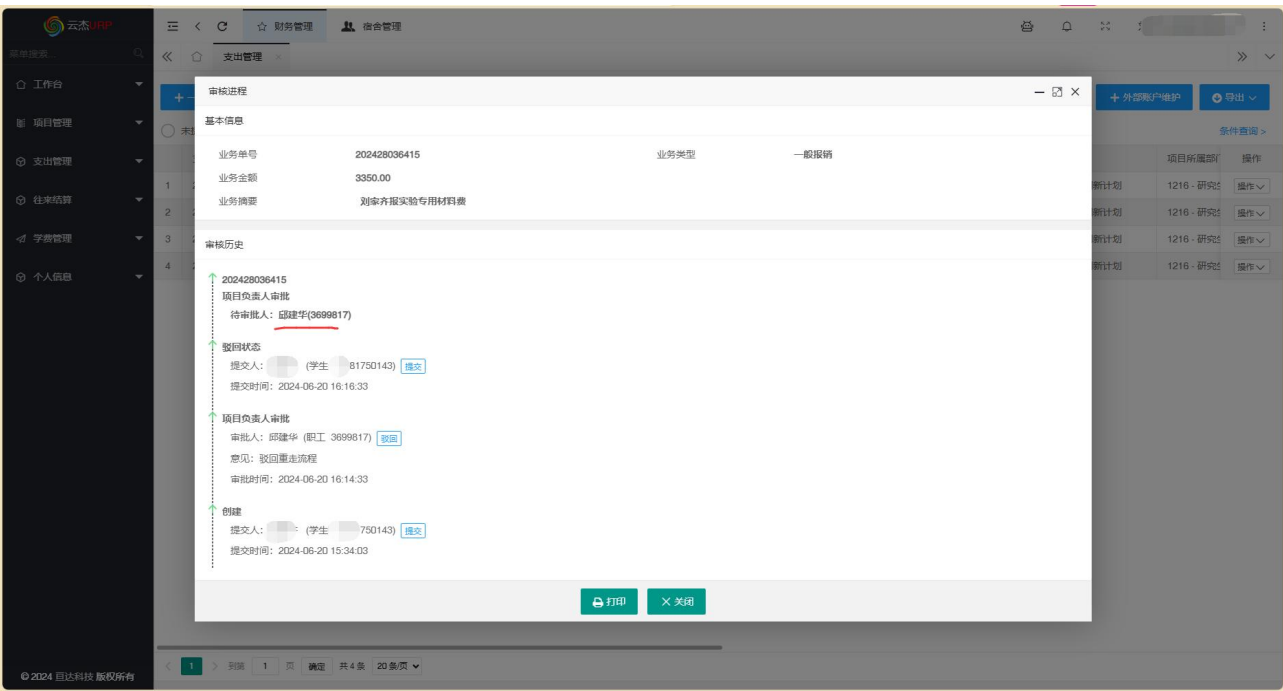 云杰URP
财务管理
宿舍管理
菜单搜索...
支出管理
工作台
项目管理
支出管理
往来结算
学费管理
个人信息
外部账户维护
导出
条件查询 >
项目所属部门
操作
1
新计划
1216 - 研究生
操作
2
新计划
1216 - 研究生
操作
3
新计划
1216 - 研究生
操作
4
新计划
1216 - 研究生
操作
审核进程
基本信息
业务单号 202428036415 业务类型 一般报销
业务金额 3350.00
业务摘要 刘家齐报实验专用材料费
审核历史
202428036415
项目负责人审批
待审批人：邱建华(3699817)
驳回状态
提交人： (学生 81750143) 提交
提交时间：2024-06-20 16:16:33
项目负责人审批
审批人：邱建华 (职工 3699817) 驳回
意见：驳回重走流程
审批时间：2024-06-20 16:14:33
创建
提交人： (学生 750143) 提交
提交时间：2024-06-20 15:34:03
打印 关闭
1 到第 1 页 确定 共 4 条 20 条/页
© 2024 亘达科技 版权所有